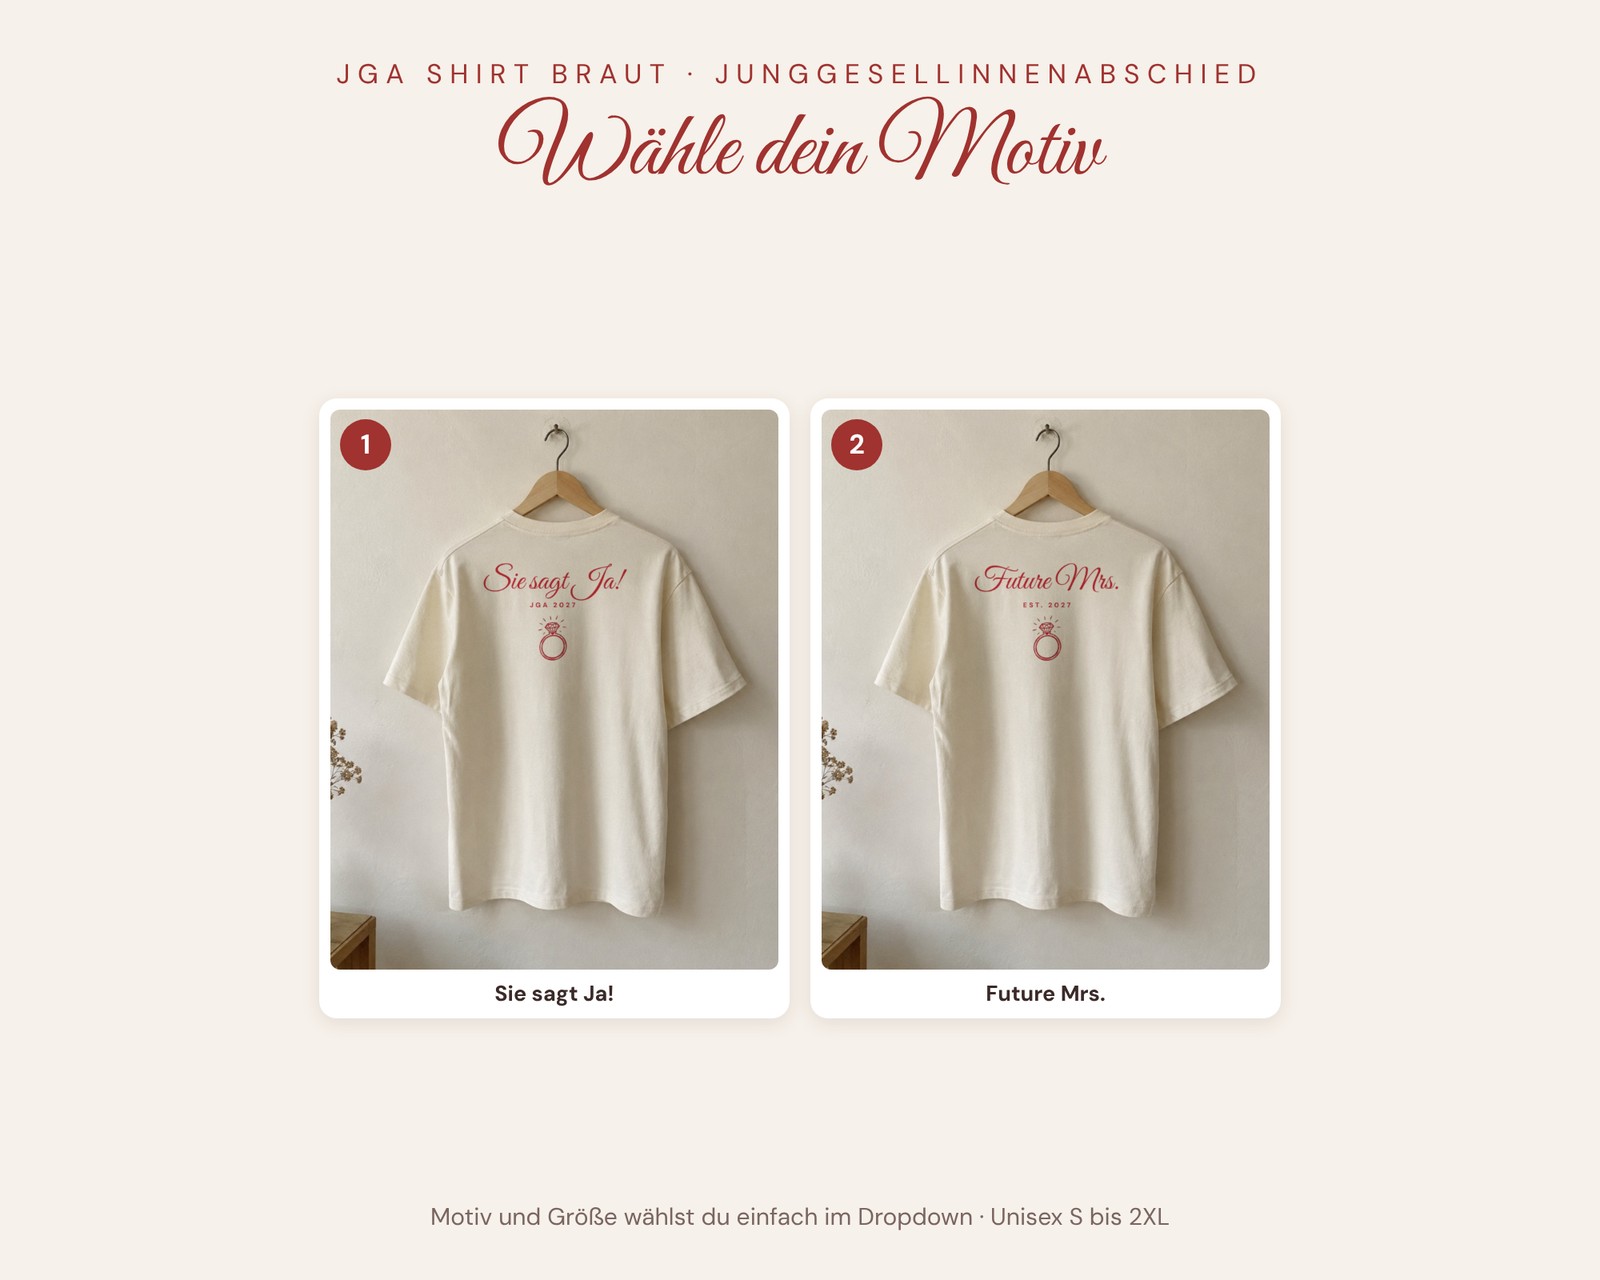 JGA SHIRT BRAUT · JUNGGESELLINNENABSCHIED
Wähle dein Motiv
1
Sie sagt Ja!
JGA 2027
Sie sagt Ja!
2
Future Mrs.
EST. 2027
Future Mrs.
Motiv und Größe wählst du einfach im Dropdown · Unisex S bis 2XL